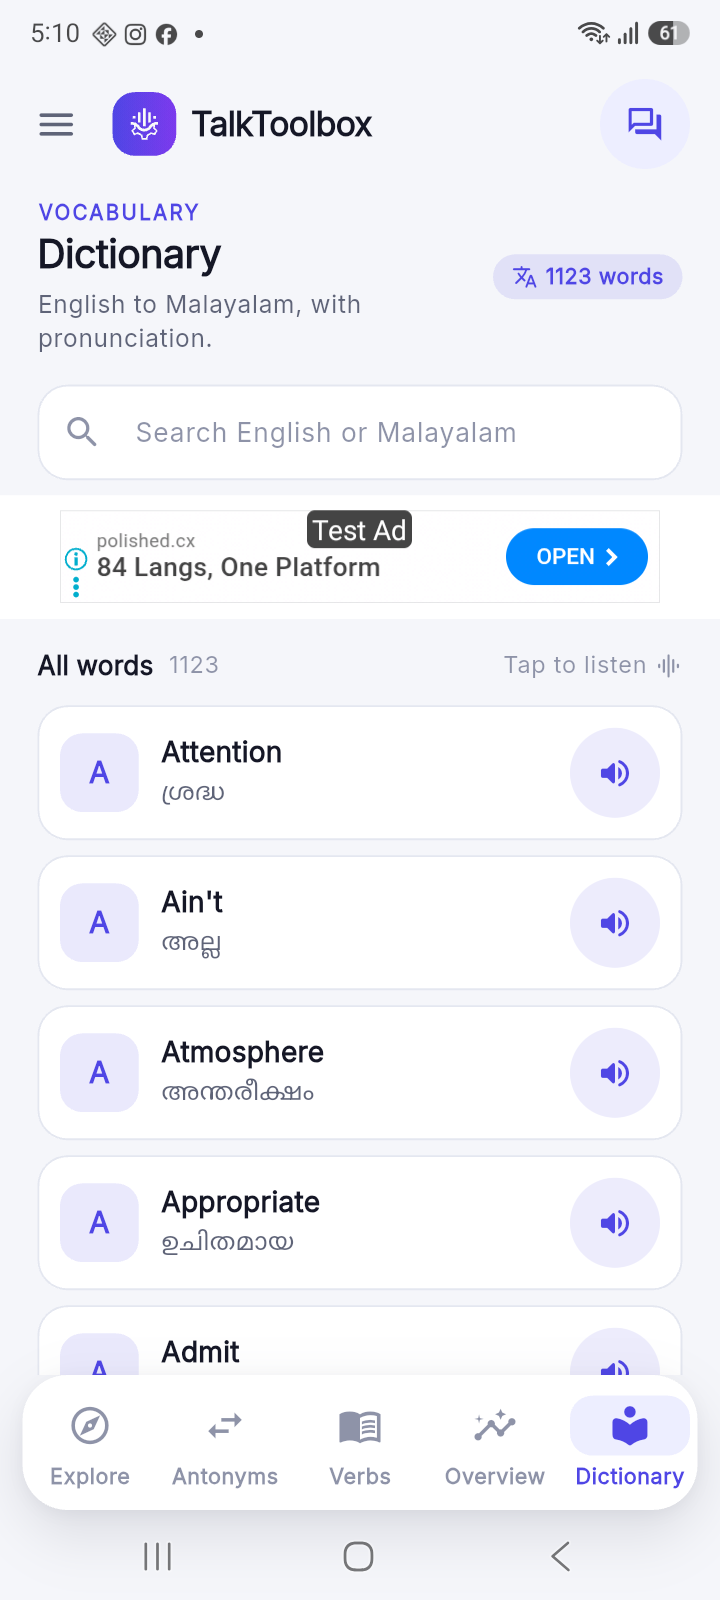 5:10
61
TalkToolbox
VOCABULARY
Dictionary
1123 words
English to Malayalam, with
pronunciation.
Search English or Malayalam
Test Ad
polished.cx
84 Langs, One Platform
OPEN
All words 1123
Tap to listen
A
Attention
ശ്രദ്ധ
A
Ain't
അല്ല
A
Atmosphere
അന്തരീക്ഷം
A
Appropriate
ഉചിതമായ
A
Admit
Explore
Antonyms
Verbs
Overview
Dictionary